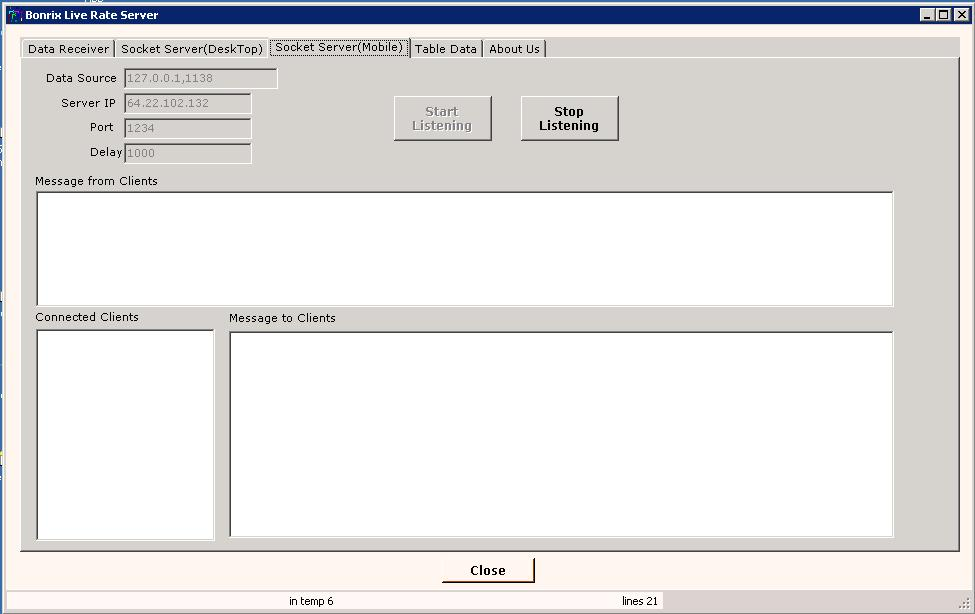 Bonrix Live Rate Server
Data Receiver Socket Server(DeskTop) Socket Server(Mobile) Table Data About Us
Data Source 127.0.0.1,1138
Server IP 64.22.102.132
Port 1234
Delay 1000
Start Listening
Stop Listening
Message from Clients
Connected Clients
Message to Clients
Close
in temp 6 lines 21